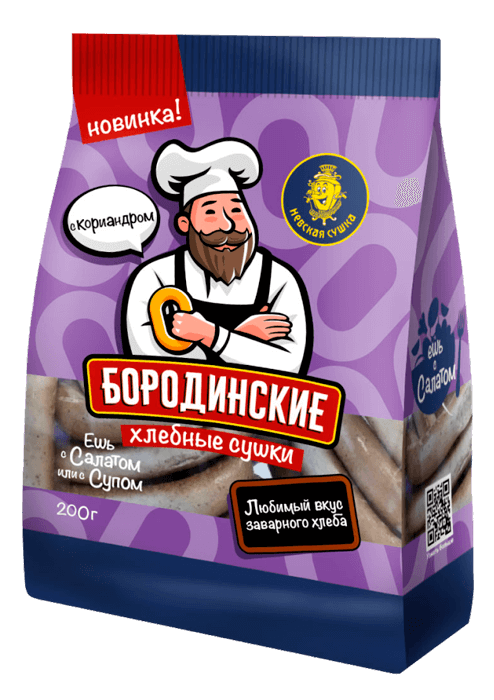 новинка!
с кориандром
НЕВСКАЯ СУШКА
БОРОДИНСКИЕ
хлебные сушки
Ешь
с Салатом
или с Супом
200г
Любимый вкус
заварного хлеба
ешь с
Салатом